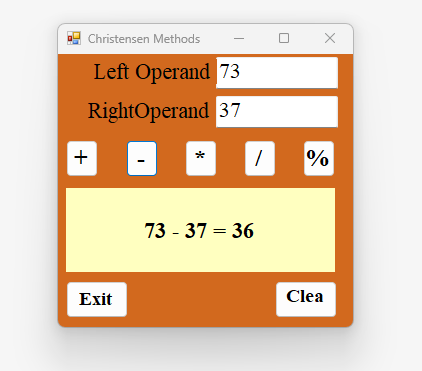 Christensen Methods
Left Operand 73
RightOperand 37
+ - * / %
73 - 37 = 36
Exit Clea